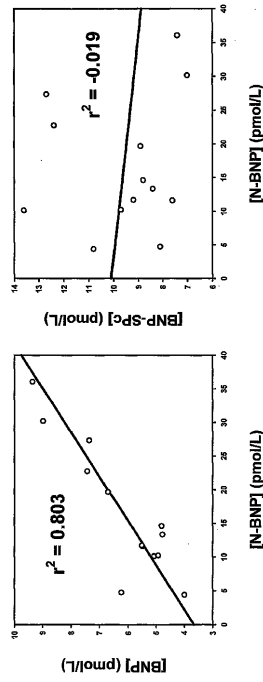 [BNP] (pmol/L)
10
9
8
7
6
5
4
3
r² = 0.803
0 5 10 15 20 25 30 35 40
[N-BNP] (pmol/L)
[BNP-SPc] (pmol/L)
14
13
12
11
10
9
8
7
6
r² = -0.019
0 5 10 15 20 25 30 35 40
[N-BNP] (pmol/L)